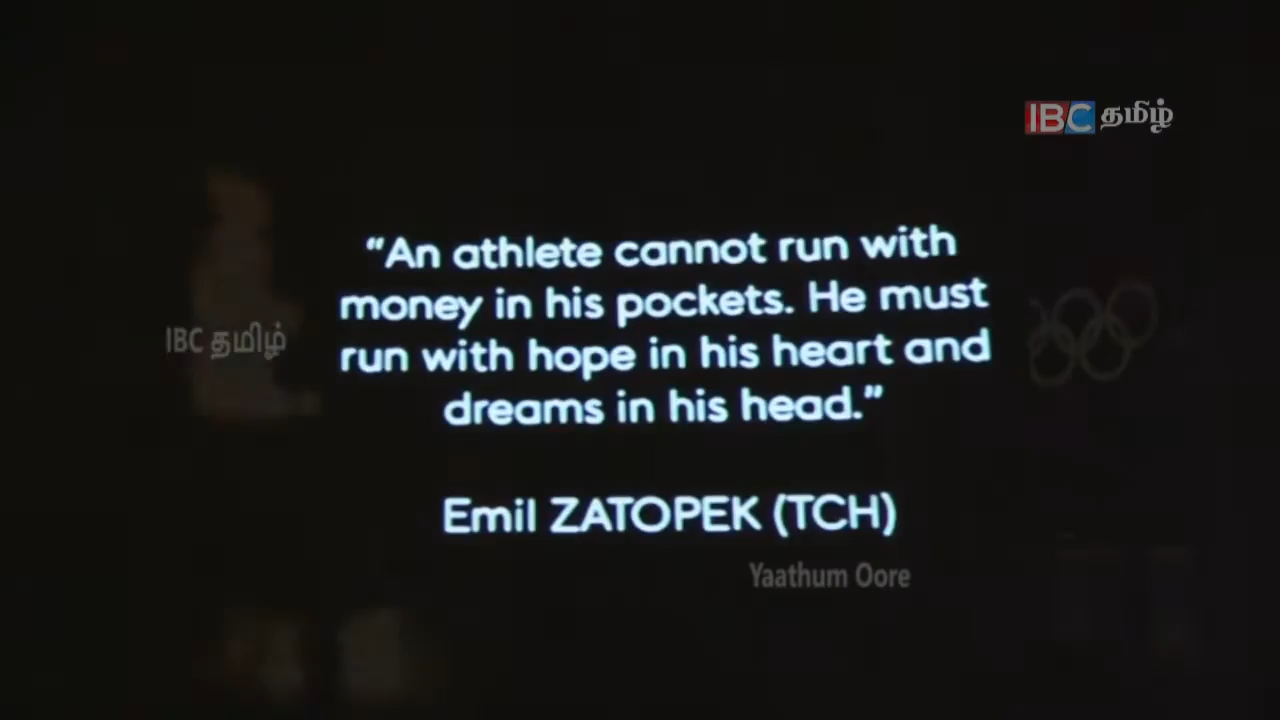 IBC தமிழ்
“An athlete cannot run with
money in his pockets. He must
run with hope in his heart and
dreams in his head.”
IBC தமிழ்
Emil ZATOPEK (TCH)
Yaathum Oore